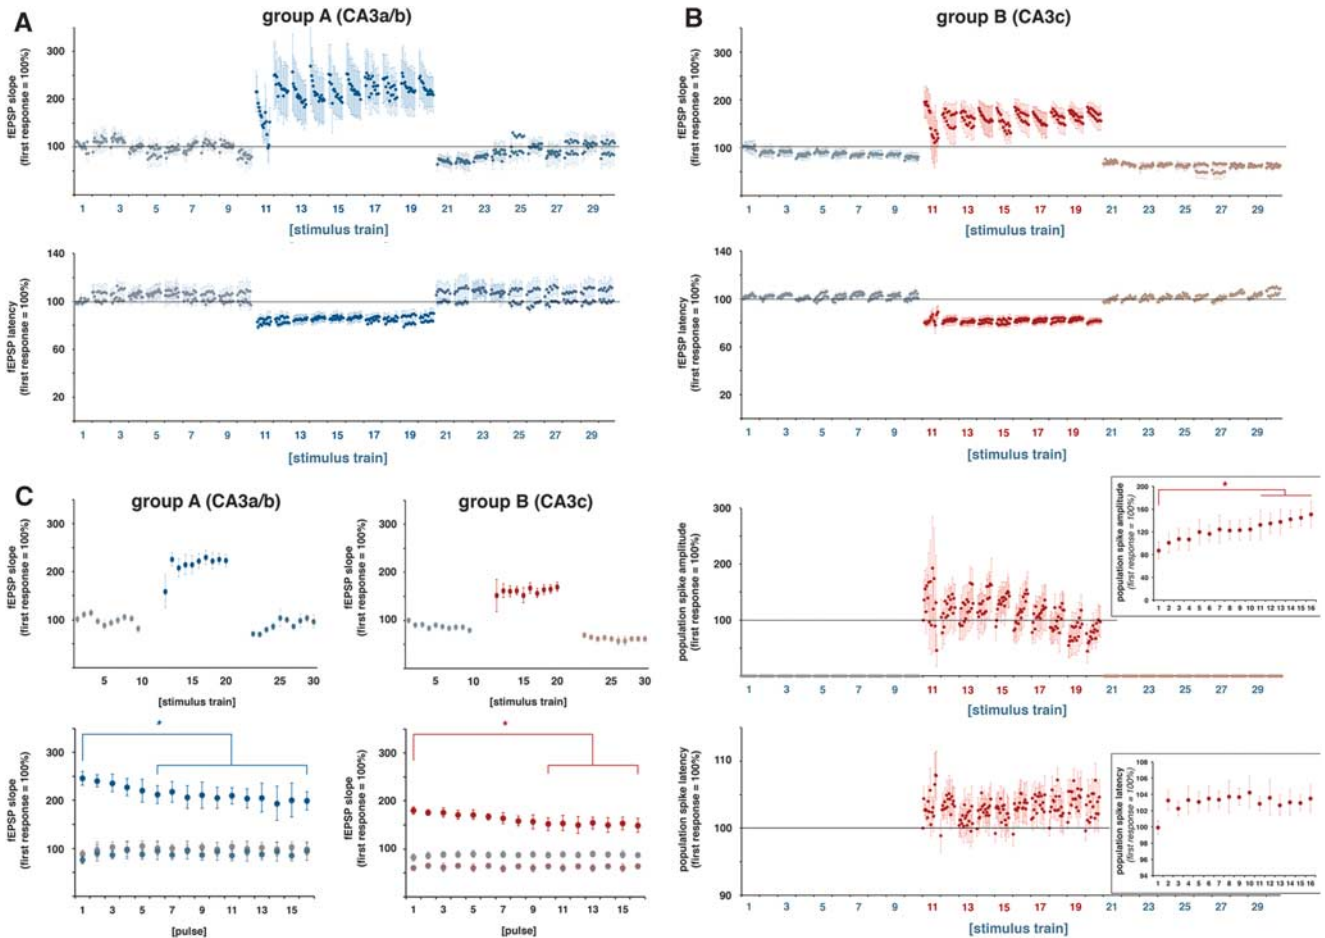 A
group A (CA3a/b)
fEPSP slope
(first response = 100%)
300
200
100
1 3 5 7 9 11 13 15 17 19 21 23 25 27 29
[stimulus train]
fEPSP latency
(first response = 100%)
140
100
60
20
1 3 5 7 9 11 13 15 17 19 21 23 25 27 29
[stimulus train]
B
group B (CA3c)
fEPSP slope
(first response = 100%)
300
200
100
1 3 5 7 9 11 13 15 17 19 21 23 25 27 29
[stimulus train]
fEPSP latency
(first response = 100%)
140
100
60
20
1 3 5 7 9 11 13 15 17 19 21 23 25 27 29
population spike amplitude
(first response = 100%)
300
200
100
1 3 5 7 9 11 13 15 17 19 21 23 25 27 29
[stimulus train]
population spike amplitude
(first response = 100%)
200
160
120
80
40
0
*
1 2 3 4 5 6 7 8 9 10 11 12 13 14 15 16
population spike latency
(first response = 100%)
110
100
90
1 3 5 7 9 11 13 15 17 19 21 23 25 27 29
[stimulus train]
population spike latency
(first response = 100%)
108
106
104
102
100
98
96
94
1 2 3 4 5 6 7 8 9 10 11 12 13 14 15 16
C
group A (CA3a/b)
fEPSP slope
(first response = 100%)
300
200
100
5 10 15 20 25 30
[stimulus train]
group B (CA3c)
fEPSP slope
(first response = 100%)
300
200
100
5 10 15 20 25 30
[stimulus train]
fEPSP slope
(first response = 100%)
300
200
100
*
1 3 5 7 9 11 13 15
[pulse]
fEPSP slope
(first response = 100%)
300
200
100
*
1 3 5 7 9 11 13 15
[pulse]